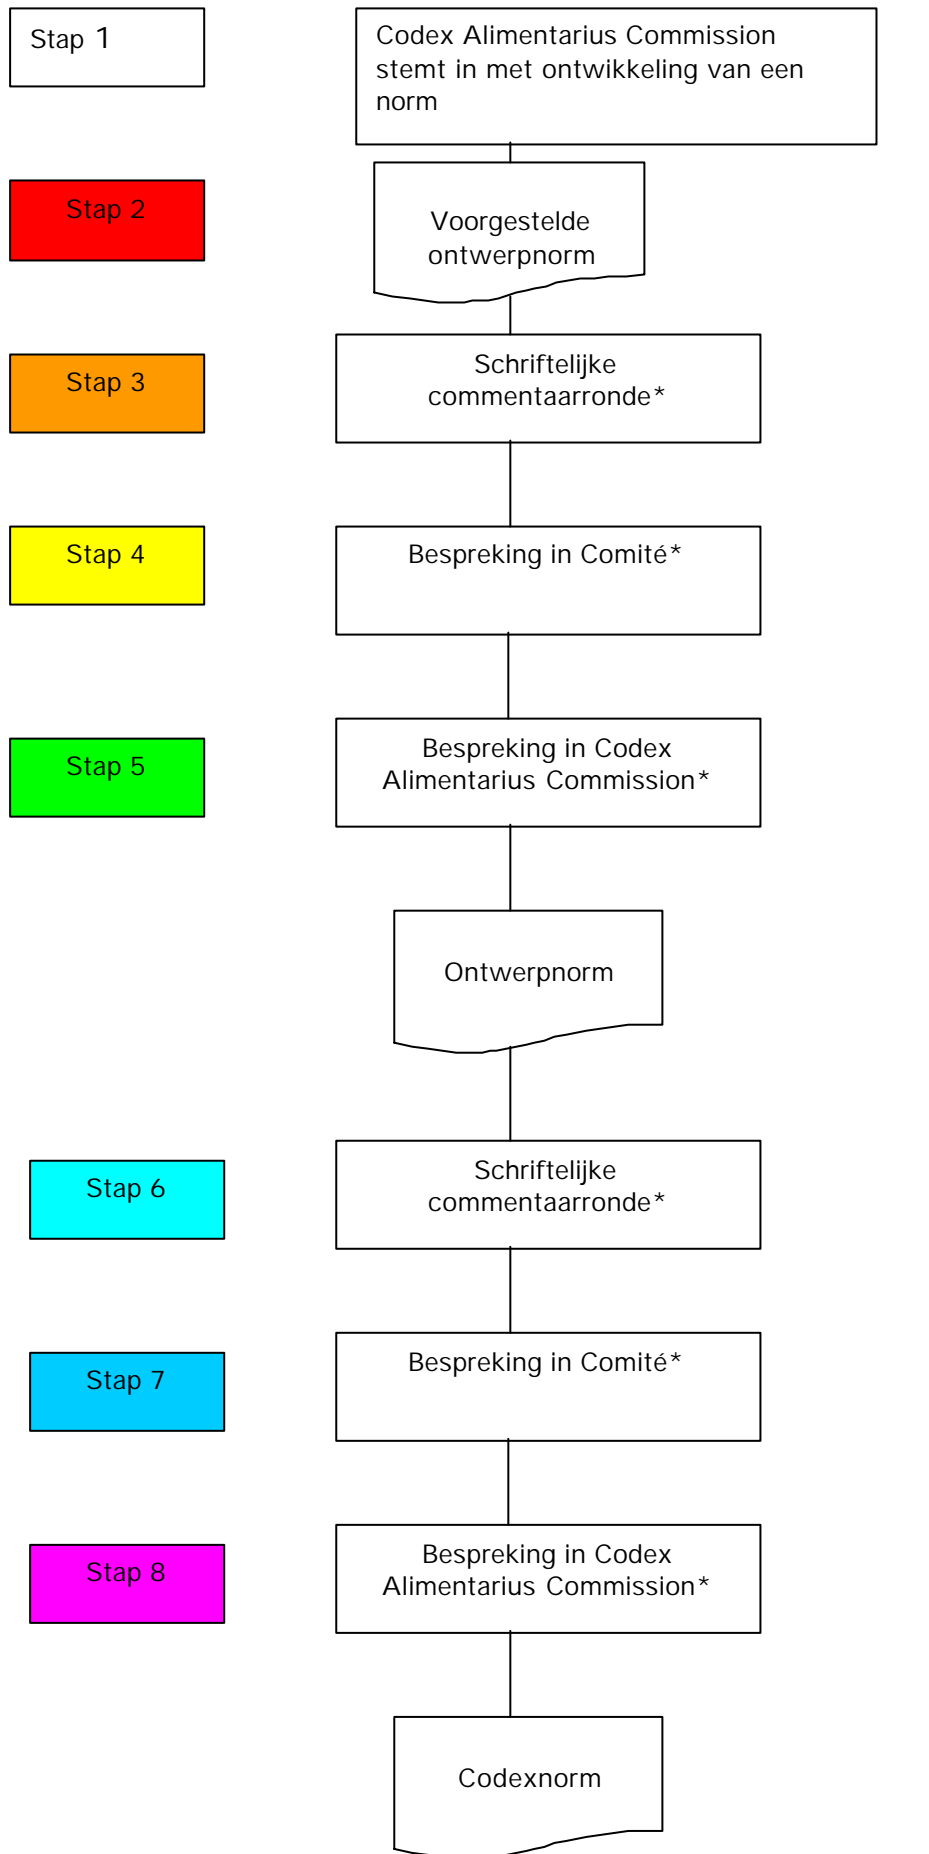 Stap 1
Codex Alimentarius Commission
stemt in met ontwikkeling van een
norm
Stap 2
Voorgestelde
ontwerpnorm
Stap 3
Schriftelijke
commentaarronde*
Stap 4
Bespreking in Comité*
Stap 5
Bespreking in Codex
Alimentarius Commission*
Ontwerpnorm
Stap 6
Schriftelijke
commentaarronde*
Stap 7
Bespreking in Comité*
Stap 8
Bespreking in Codex
Alimentarius Commission*
Codexnorm